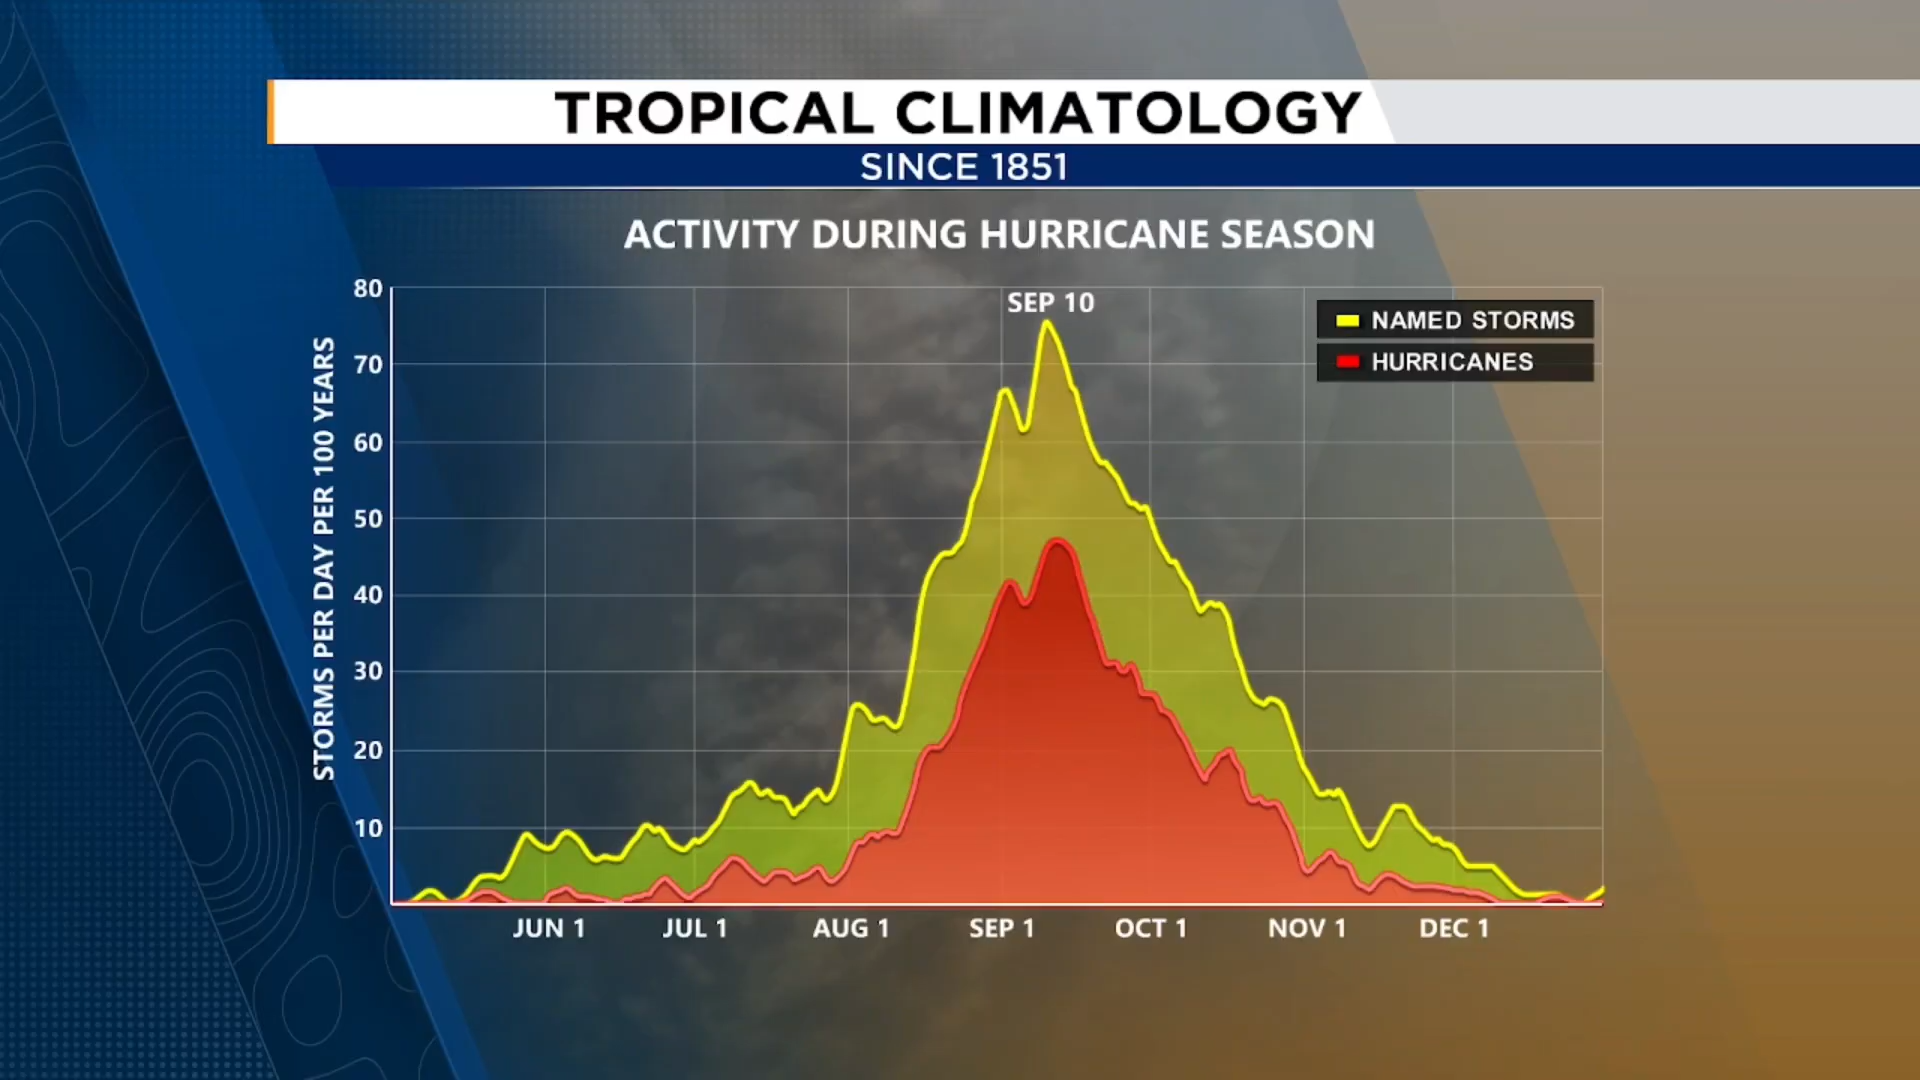 TROPICAL CLIMATOLOGY
SINCE 1851
ACTIVITY DURING HURRICANE SEASON
SEP 10
NAMED STORMS
HURRICANES
STORMS PER DAY PER 100 YEARS
80
70
60
50
40
30
20
10
JUN 1 JUL 1 AUG 1 SEP 1 OCT 1 NOV 1 DEC 1